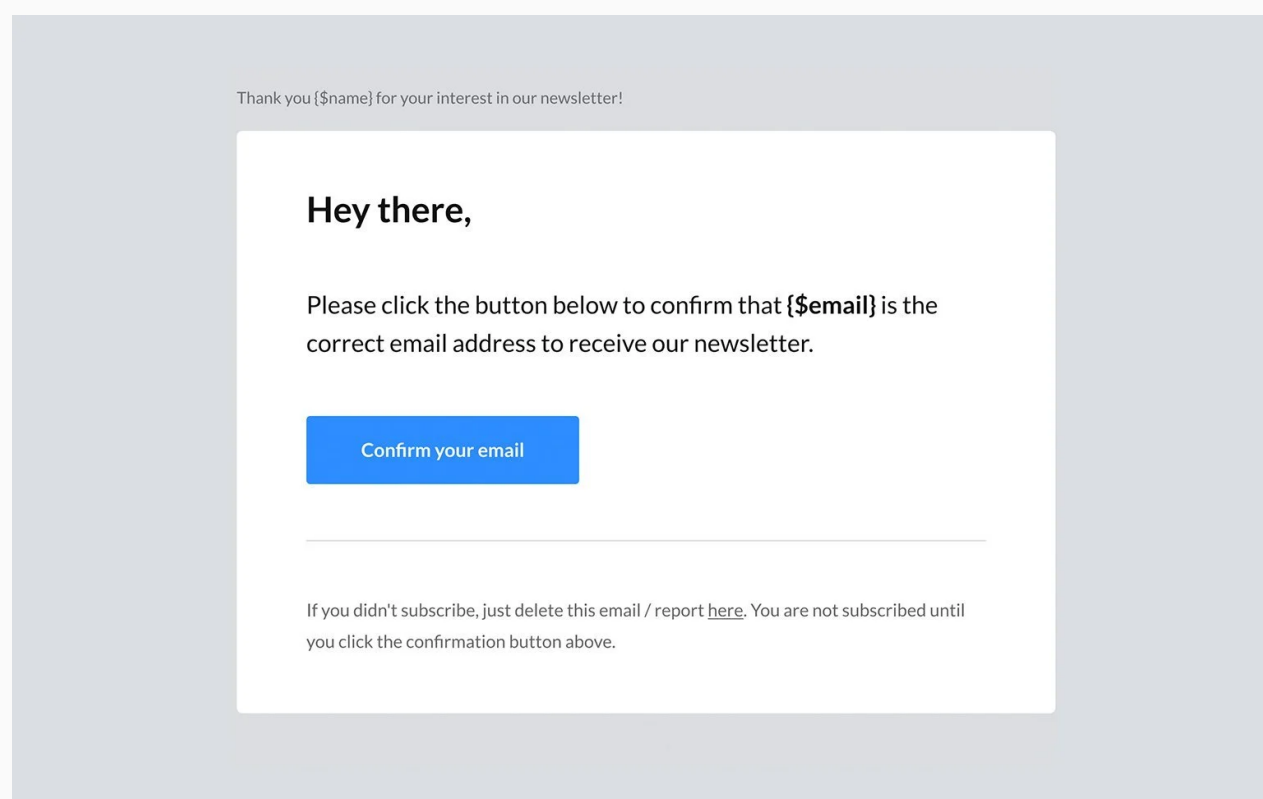 Thank you {$name} for your interest in our newsletter!
Hey there,
Please click the button below to confirm that {$email} is the
correct email address to receive our newsletter.
Confirm your email
If you didn't subscribe, just delete this email / report here. You are not subscribed until
you click the confirmation button above.